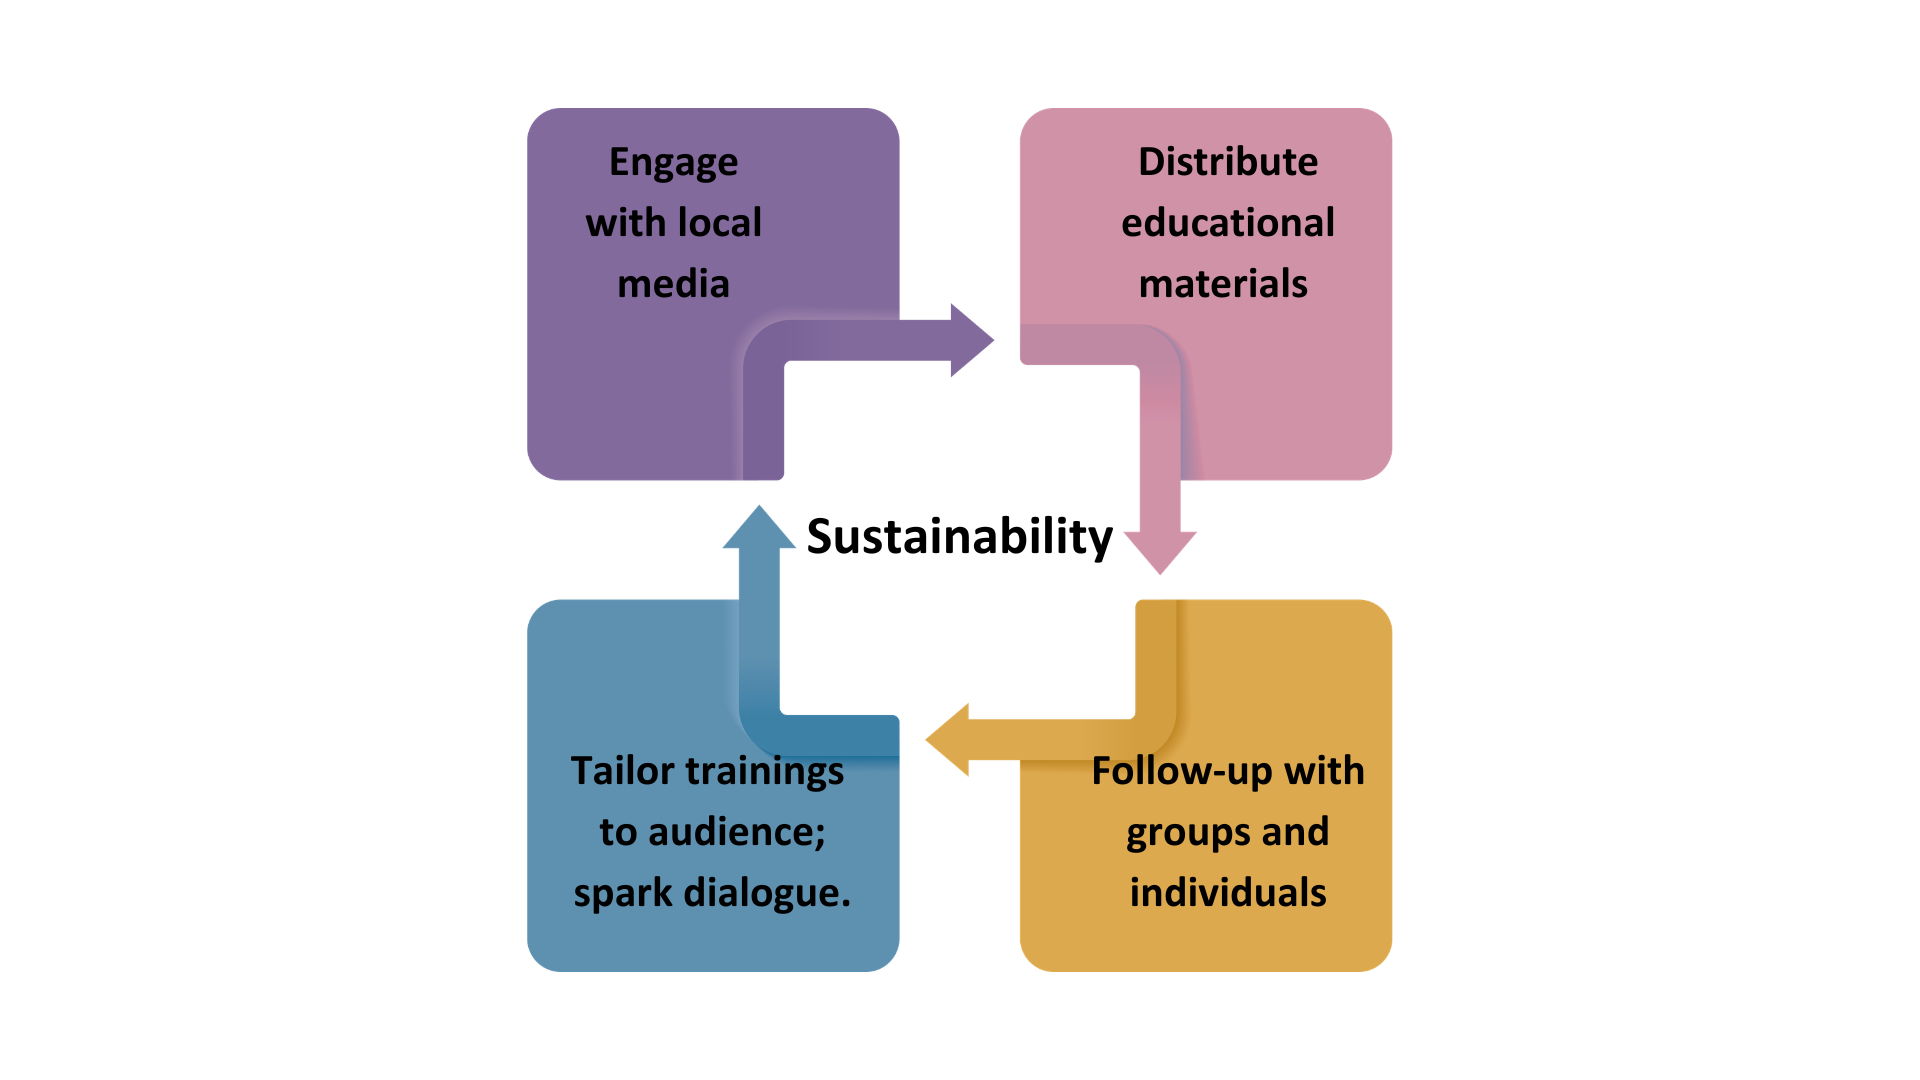 Engage
with local
media
Distribute
educational
materials
Sustainability
Tailor trainings
to audience;
spark dialogue.
Follow-up with
groups and
individuals